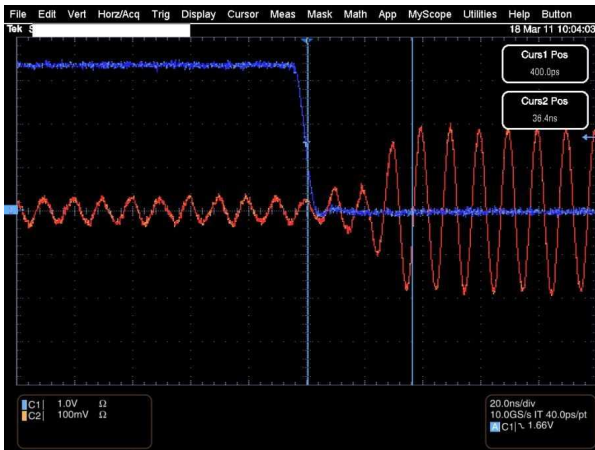 File Edit Vert Horz/Acq Trig Display Cursor Meas Mask Math App MyScope Utilities Help Button
Tek S 18 Mar 11 10:04:03
Curs1 Pos
400.0ps
Curs2 Pos
36.4ns
C1 1.0V Ω
C2 100mV Ω
20.0ns/div
10.0GS/s IT 40.0ps/pt
A C1 \ 1.66V